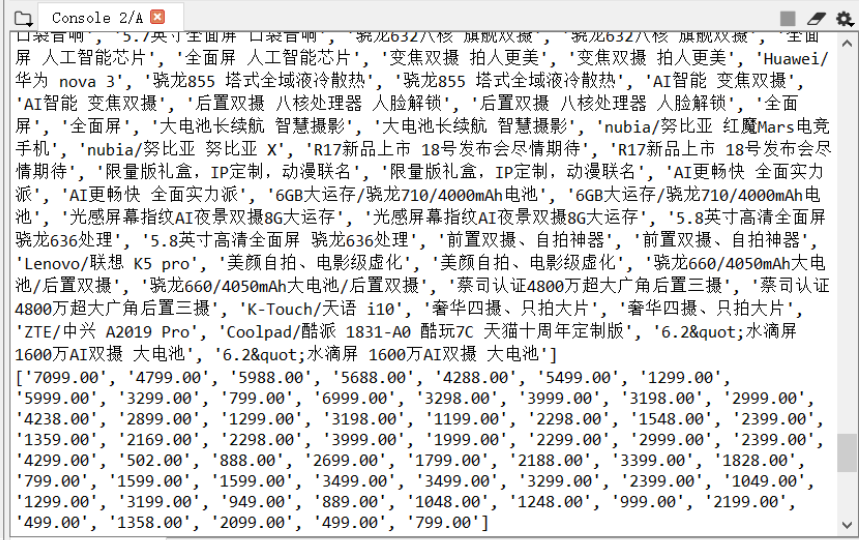 Console 2/A
口袋音响', '5.7英寸全面屏 口袋音响', '骁龙632八核 旗舰双摄', '骁龙632八核 旗舰双摄', '全面
屏 人工智能芯片', '全面屏 人工智能芯片', '变焦双摄 拍人更美', '变焦双摄 拍人更美', 'Huawei/
华为 nova 3', '骁龙855 塔式全域液冷散热', '骁龙855 塔式全域液冷散热', 'AI智能 变焦双摄',
'AI智能 变焦双摄', '后置双摄 八核处理器 人脸解锁', '后置双摄 八核处理器 人脸解锁', '全面
屏', '全面屏', '大电池长续航 智慧摄影', '大电池长续航 智慧摄影', 'nubia/努比亚 红魔Mars电竞
手机', 'nubia/努比亚 努比亚 X', 'R17新品上市 18号发布会尽情期待', 'R17新品上市 18号发布会尽
情期待', '限量版礼盒，IP定制，动漫联名', '限量版礼盒，IP定制，动漫联名', 'AI更畅快 全面实力
派', 'AI更畅快 全面实力派', '6GB大运存/骁龙710/4000mAh电池', '6GB大运存/骁龙710/4000mAh电
池', '光感屏幕指纹AI夜景双摄8G大运存', '光感屏幕指纹AI夜景双摄8G大运存', '5.8英寸高清全面屏
骁龙636处理', '5.8英寸高清全面屏 骁龙636处理', '前置双摄、自拍神器', '前置双摄、自拍神器',
'Lenovo/联想 K5 pro', '美颜自拍、电影级虚化', '美颜自拍、电影级虚化', '骁龙660/4050mAh大电
池/后置双摄', '骁龙660/4050mAh大电池/后置双摄', '蔡司认证4800万超大广角后置三摄', '蔡司认证
4800万超大广角后置三摄', 'K-Touch/天语 i10', '奢华四摄、只拍大片', '奢华四摄、只拍大片',
'ZTE/中兴 A2019 Pro', 'Coolpad/酷派 1831-A0 酷玩7C 天猫十周年定制版', '6.2&quot;水滴屏
1600万AI双摄 大电池', '6.2&quot;水滴屏 1600万AI双摄 大电池']
['7099.00', '4799.00', '5988.00', '5688.00', '4288.00', '5499.00', '1299.00',
'5999.00', '3299.00', '799.00', '6999.00', '3298.00', '3999.00', '3198.00', '2999.00',
'4238.00', '2899.00', '1299.00', '3198.00', '1199.00', '2298.00', '1548.00', '2399.00',
'1359.00', '2169.00', '2298.00', '3999.00', '1999.00', '2299.00', '2999.00', '2399.00',
'4299.00', '502.00', '888.00', '2699.00', '1799.00', '2188.00', '3399.00', '1828.00',
'799.00', '1599.00', '1599.00', '3499.00', '3499.00', '3299.00', '2399.00', '1049.00',
'1299.00', '3199.00', '949.00', '889.00', '1048.00', '1248.00', '999.00', '2199.00',
'499.00', '1358.00', '2099.00', '499.00', '799.00']